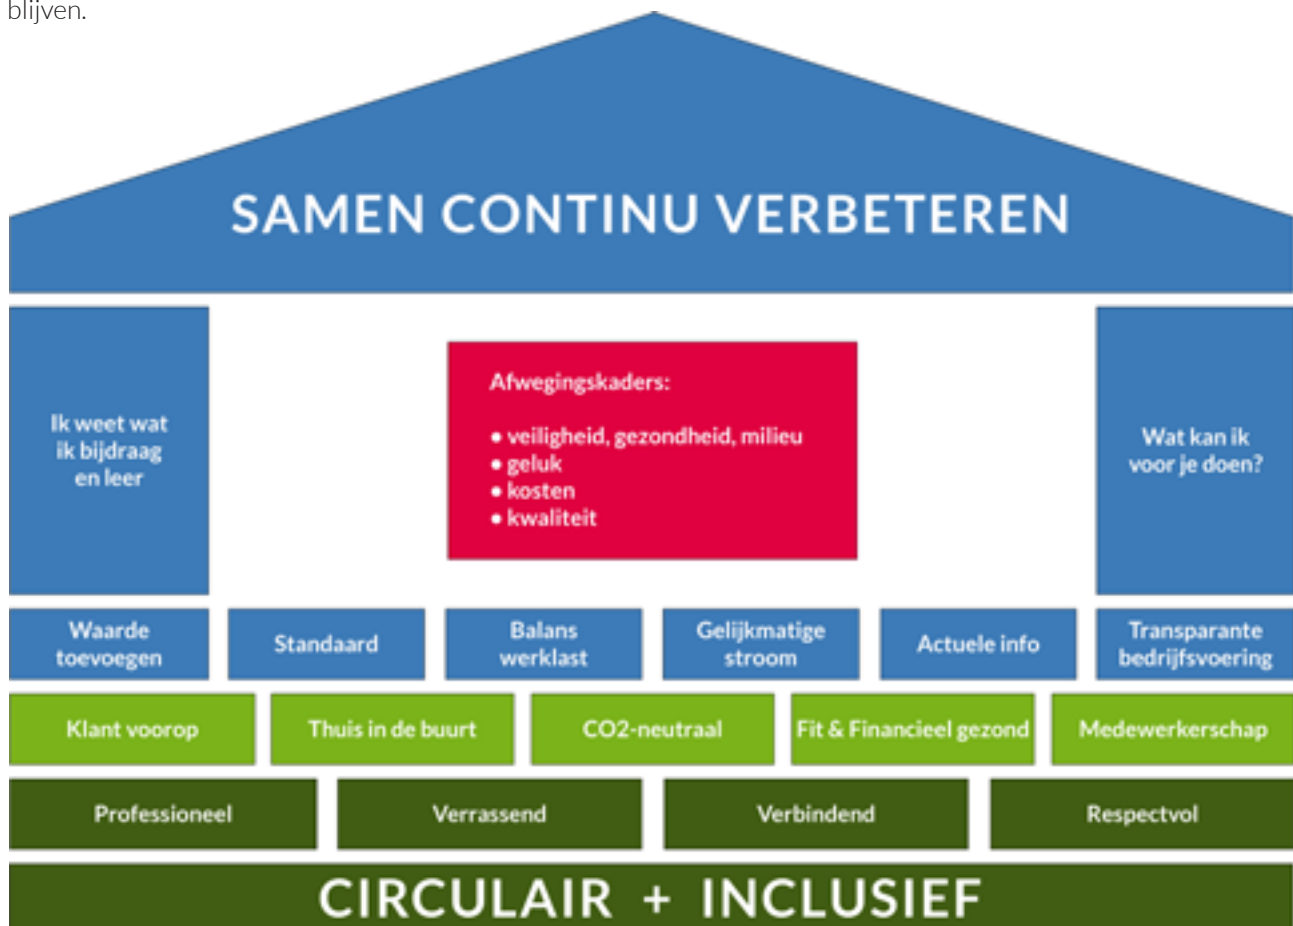 blijven.
SAMEN CONTINU VERBETEREN
Ik weet wat
ik bijdraag
en leer
Afwegingskaders:
• veiligheid, gezondheid, milieu
• geluk
• kosten
• kwaliteit
Wat kan ik
voor je doen?
Waarde
toevoegen
Standaard
Balans
werklast
Gelijkmatige
stroom
Actuele info
Transparante
bedrijfsvoering
Klant voorop
Thuis in de buurt
CO2-neutraal
Fit & Financieel gezond
Medewerkerschap
Professioneel
Verrassend
Verbindend
Respectvol
CIRCULAIR + INCLUSIEF